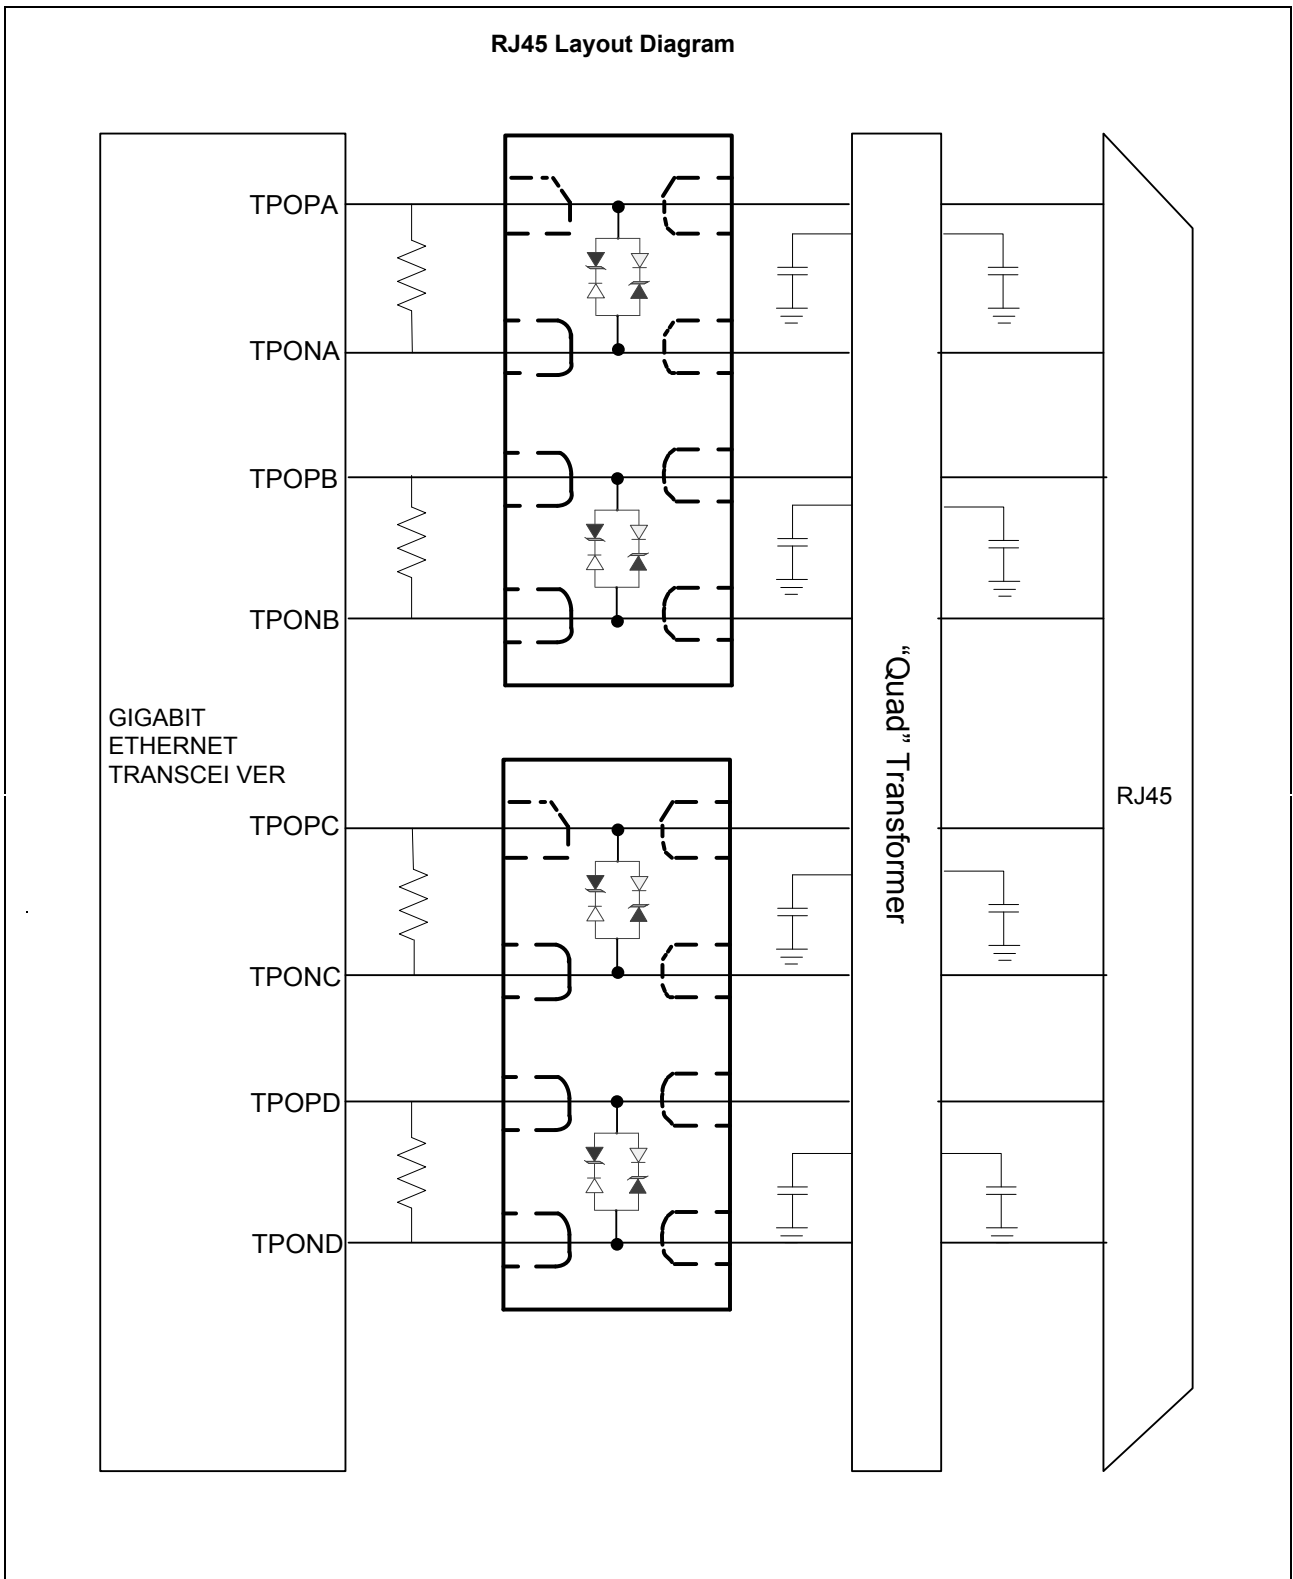 RJ45 Layout Diagram
TPOPA
TPONA
TPOPB
TPONB
GIGABIT
ETHERNET
TRANSCEI VER
TPOPC
TPONC
TPOPD
TPOND
"Quad" Transformer
RJ45